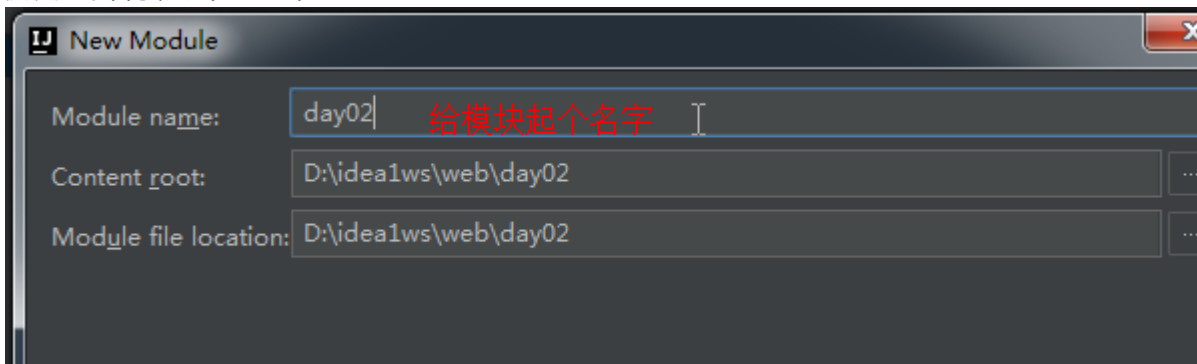 New Module
Module name: day02 给模块起个名字
Content root: D:\idea1ws\web\day02 ...
Module file location: D:\idea1ws\web\day02 ...